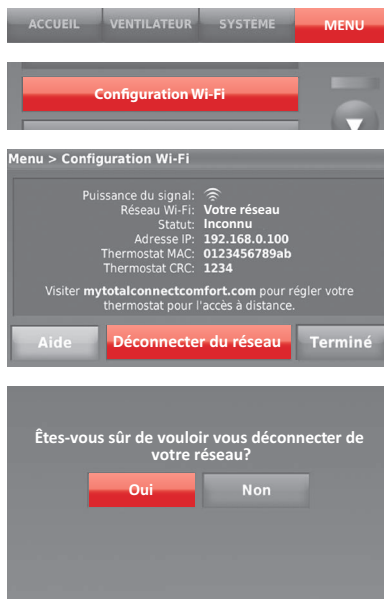 ACCUEIL VENTILATEUR SYSTEME MENU
Configuration Wi-Fi
Menu > Configuration Wi-Fi
Puissance du signal:
Réseau Wi-Fi: Votre réseau
Statut: Inconnu
Adresse IP: 192.168.0.100
Thermostat MAC: 0123456789ab
Thermostat CRC: 1234
Visiter mytotalconnectcomfort.com pour régler votre
thermostat pour l'accès à distance.
Aide Déconnecter du réseau Terminé
Êtes-vous sûr de vouloir vous déconnecter de
votre réseau?
Oui Non